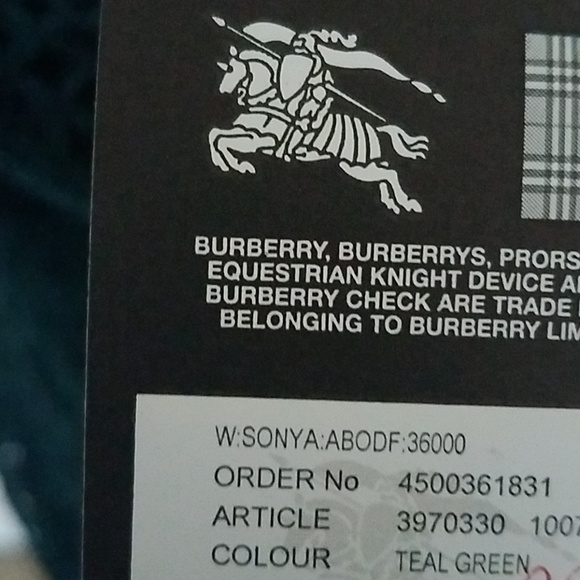 BURBERRY, BURBERRYS, PRORS
EQUESTRIAN KNIGHT DEVICE A
BURBERRY CHECK ARE TRADE
BELONGING TO BURBERRY LIM
W:SONYA:ABODF:36000
ORDER No 4500361831
ARTICLE 3970330 1007
COLOUR TEAL GREEN